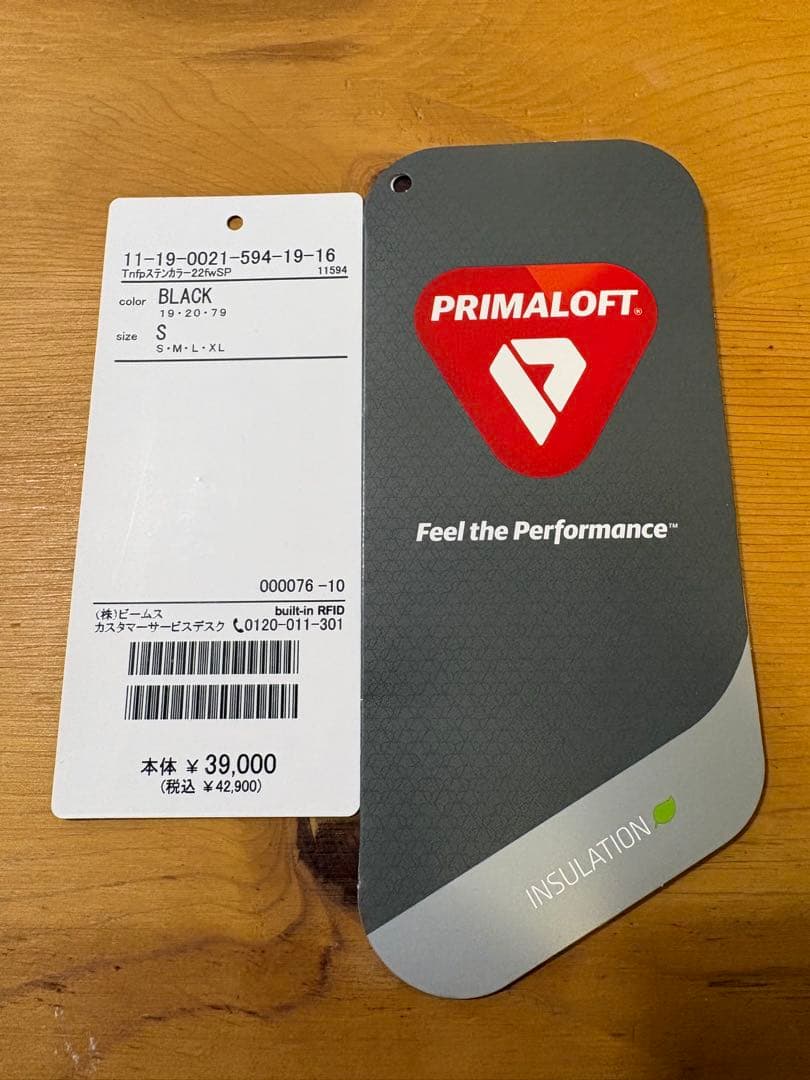 11-19-0021-594-19-16
Tnfpステンカラー22fwSP 11594
color BLACK
19・20・79
size S
S・M・L・XL
000076 -10
(株)ビームス built-in RFID
カスタマーサービスデスク 0120-011-301
本体 ¥ 39,000
(税込 ¥42,900)
PRIMALOFT®
Feel the Performance™
INSULATION